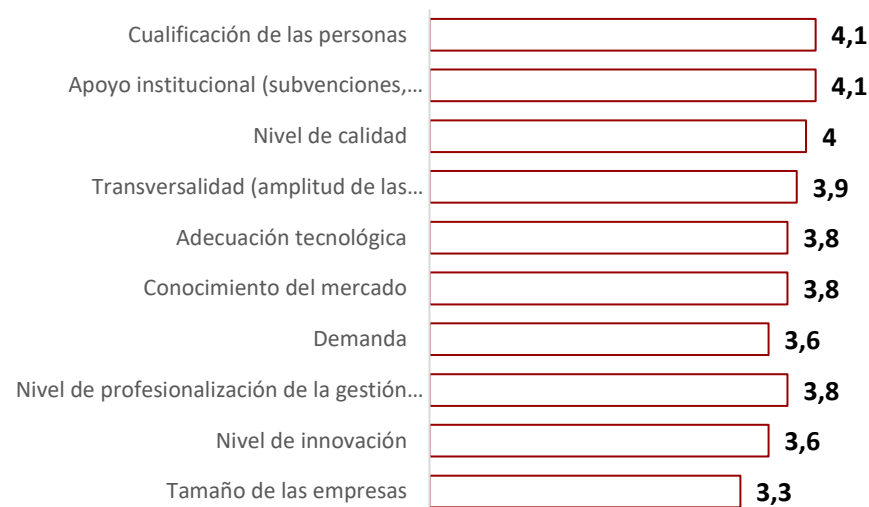 Cualificación de las personas 4,1
Apoyo institucional (subvenciones,... 4,1
Nivel de calidad 4
Transversalidad (amplitud de las... 3,9
Adecuación tecnológica 3,8
Conocimiento del mercado 3,8
Demanda 3,6
Nivel de profesionalización de la gestión... 3,8
Nivel de innovación 3,6
Tamaño de las empresas 3,3